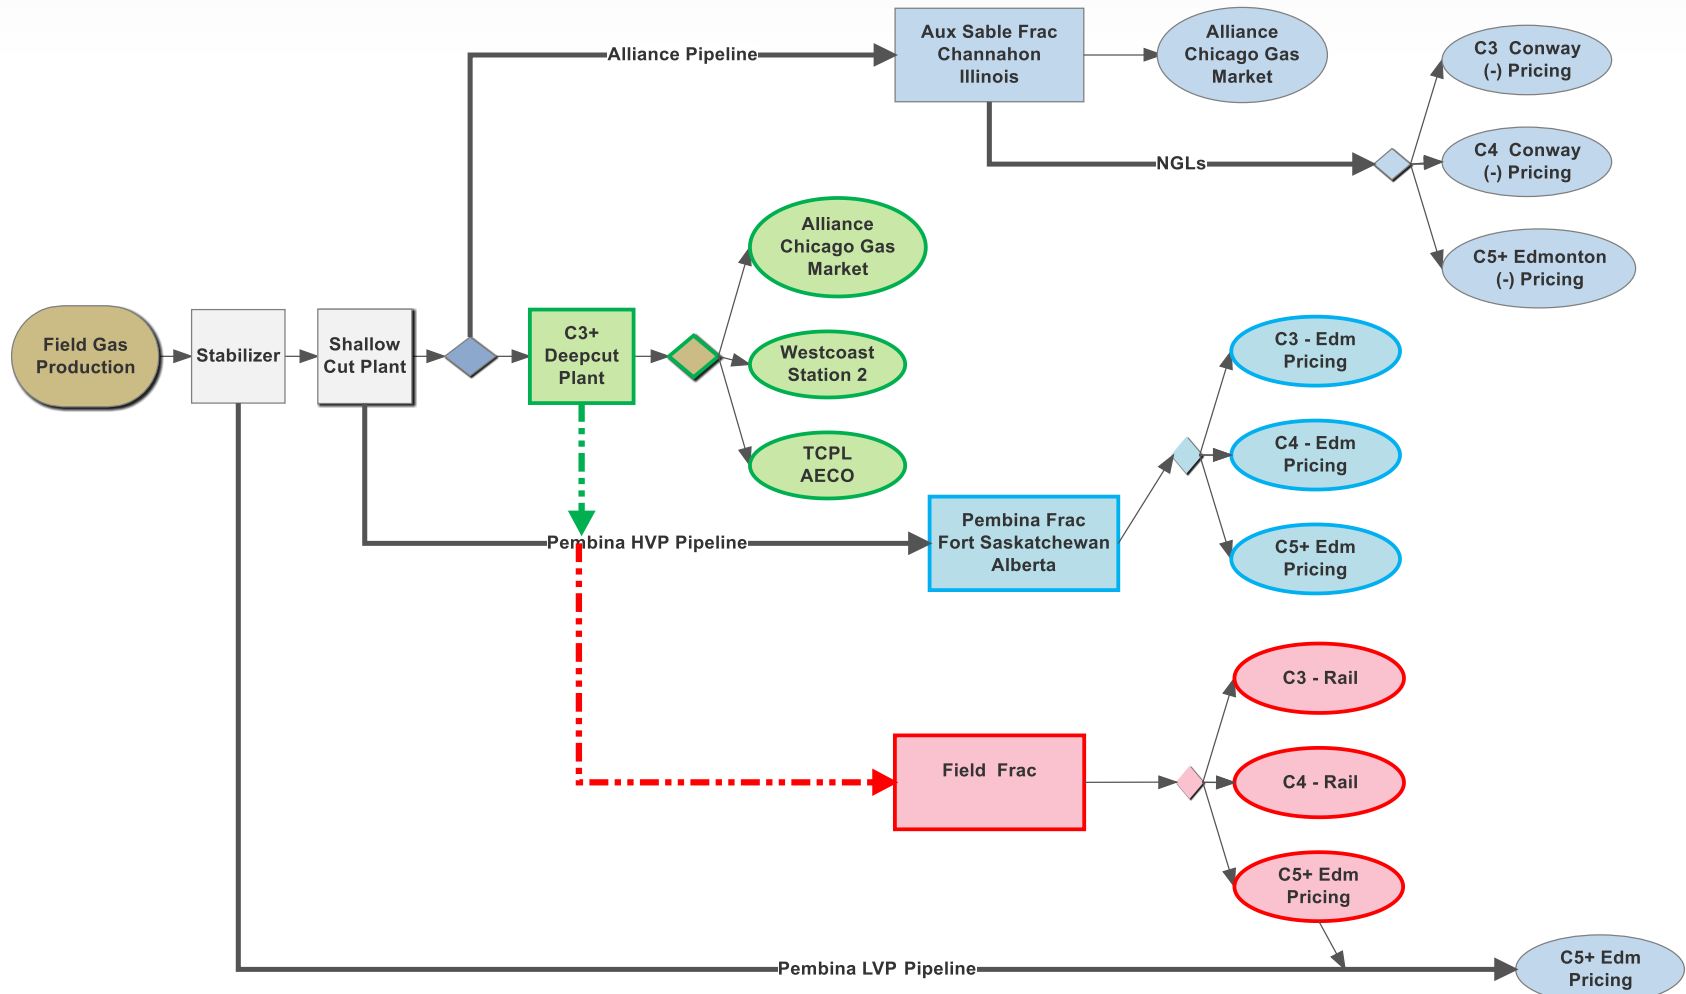 Alliance Pipeline
Aux Sable Frac
Channahon
Illinois
Alliance
Chicago Gas
Market
C3 Conway
(-) Pricing
NGLs
C4 Conway
(-) Pricing
C5+ Edmonton
(-) Pricing
Field Gas
Production
Stabilizer
Shallow
Cut Plant
C3+
Deepcut
Plant
Alliance
Chicago Gas
Market
Westcoast
Station 2
TCPL
AECO
Pembina HVP Pipeline
Pembina Frac
Fort Saskatchewan
Alberta
C3 - Edm
Pricing
C4 - Edm
Pricing
C5+ Edm
Pricing
Field Frac
C3 - Rail
C4 - Rail
C5+ Edm
Pricing
Pembina LVP Pipeline
C5+ Edm
Pricing